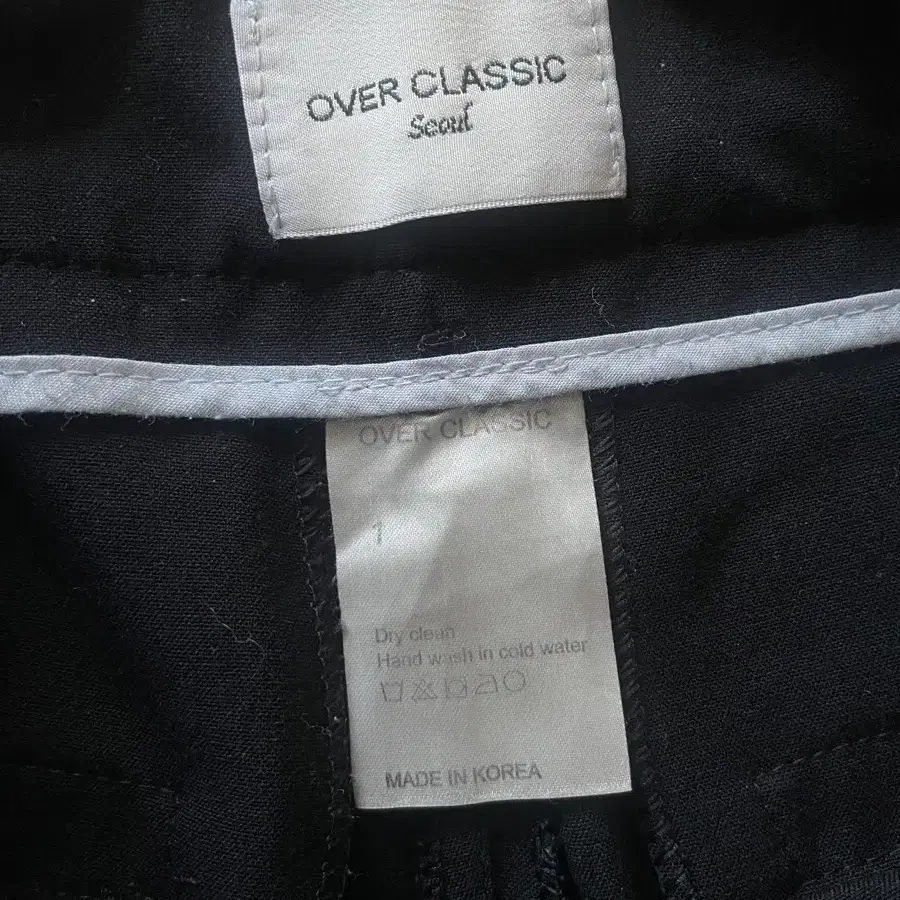 OVER CLASSIC
Seoul
OVER CLASSIC
1
Dry clean
Hand wash in cold water
MADE IN KOREA